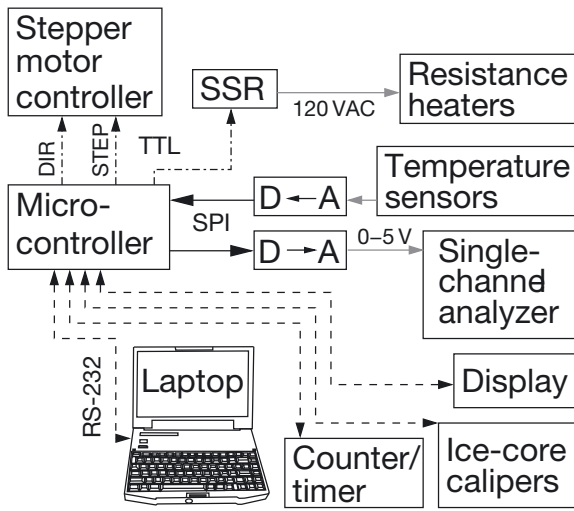 Stepper
motor
controller
SSR
120 VAC
Resistance
heaters
DIR
STEP
TTL
Micro-
controller
SPI
D A
Temperature
sensors
D A
0–5 V
Single-
channel
analyzer
RS-232
Laptop
Display
Counter/
timer
Ice-core
calipers